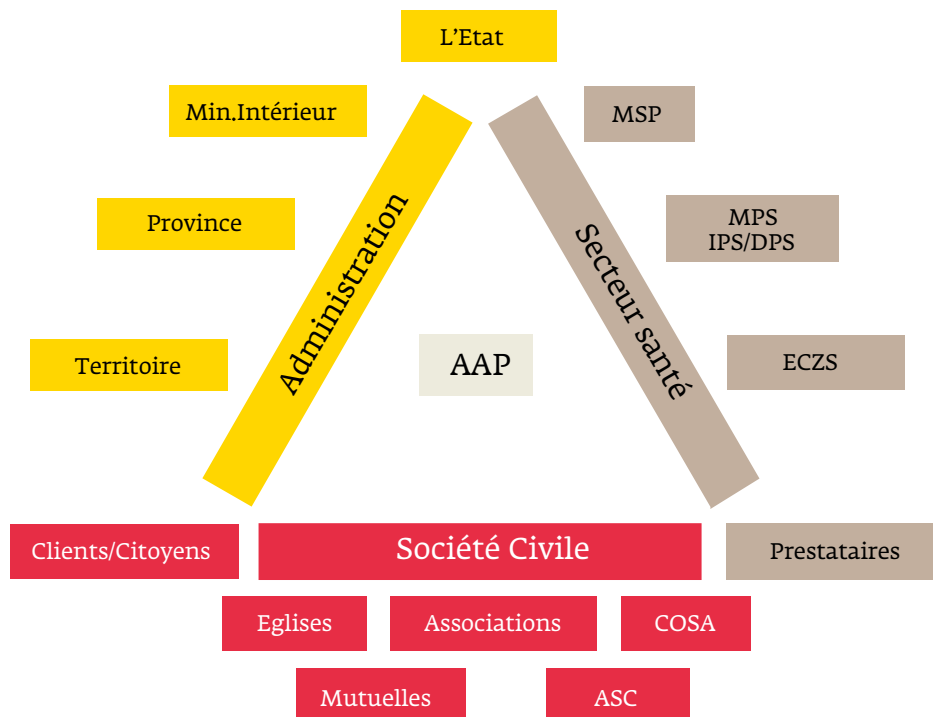 L'Etat
Min.Intérieur
MSP
Province
MPS
IPS/DPS
Administration
Secteur santé
Territoire
AAP
ECZS
Clients/Citoyens
Société Civile
Prestataires
Eglises
Associations
COSA
Mutuelles
ASC